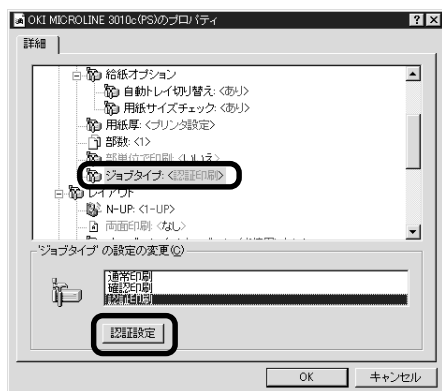 OKI MICROLINE 3010c(PS)のプロパティ
詳細
給紙オプション
自動トレイ切り替え: <あり>
用紙サイズチェック: <あり>
用紙厚: <プリンタ設定>
部数: <1>
部単位で印刷: <いいえ>
ジョブタイプ: <認証印刷>
レイアウト
N-UP: <1-UP>
両面印刷: <なし>
'ジョブタイプ' の設定の変更(C)
通常印刷
確認印刷
認証印刷
認証設定
OK
キャンセル